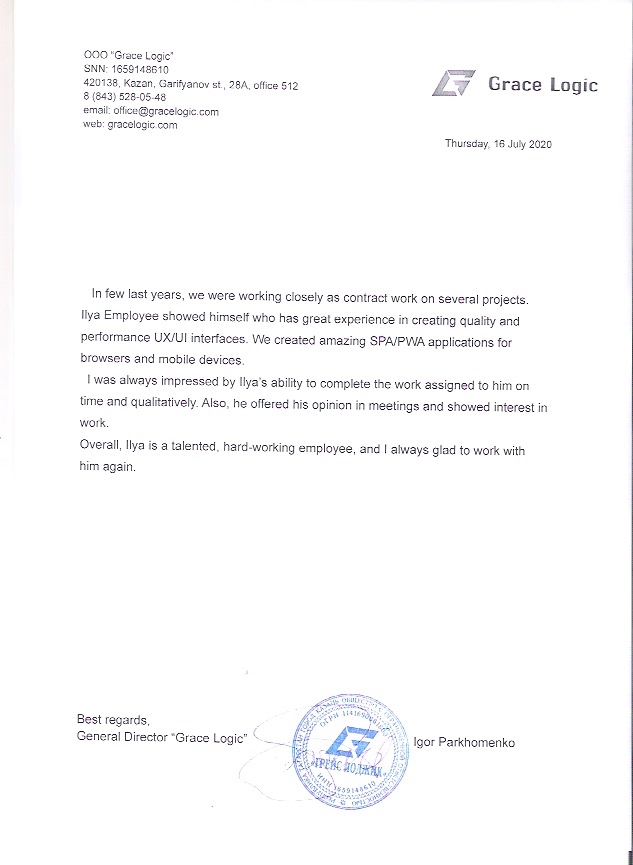 ООО "Grace Logic"
SNN: 1659148610
420138, Kazan, Garifyanov st., 28A, office 512
8 (843) 528-05-48
email: office@gracelogic.com
web: gracelogic.com
Grace Logic
Thursday, 16 July 2020
In few last years, we were working closely as contract work on several projects.
Ilya Employee showed himself who has great experience in creating quality and
performance UX/UI interfaces. We created amazing SPA/PWA applications for
browsers and mobile devices.
I was always impressed by Ilya's ability to complete the work assigned to him on
time and qualitatively. Also, he offered his opinion in meetings and showed interest in
work.
Overall, Ilya is a talented, hard-working employee, and I always glad to work with
him again.
Best regards,
General Director "Grace Logic"
Igor Parkhomenko
ОГРН
«ГРЕЙС ЛОДЖИК»
ИНН 1659148610